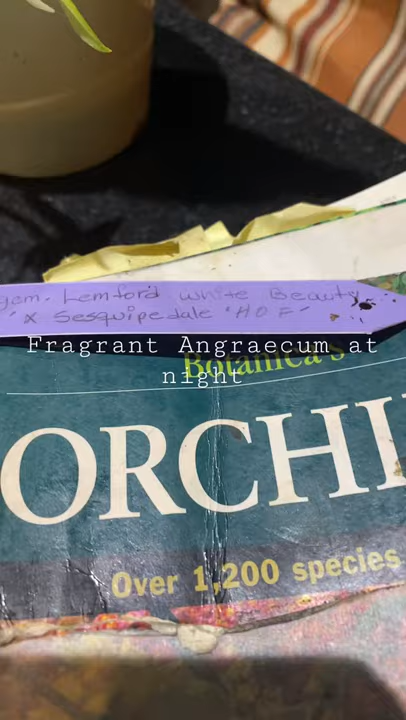 gem. Lemford White Beauty
x Sesquipedale 'HOF'
Fragrant Angraecum at
night
Botanica's
ORCHI
Over 1,200 species